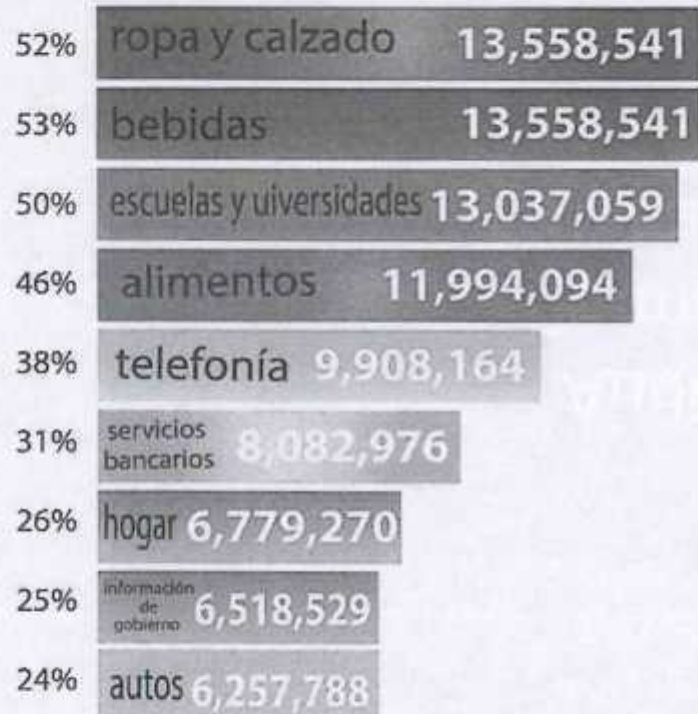 52% ropa y calzado 13,558,541
53% bebidas 13,558,541
50% escuelas y uiversidades 13,037,059
46% alimentos 11,994,094
38% telefonía 9,908,164
31% servicios
bancarios 8,082,976
26% hogar 6,779,270
25% información
de
gobierno 6,518,529
24% autos 6,257,788